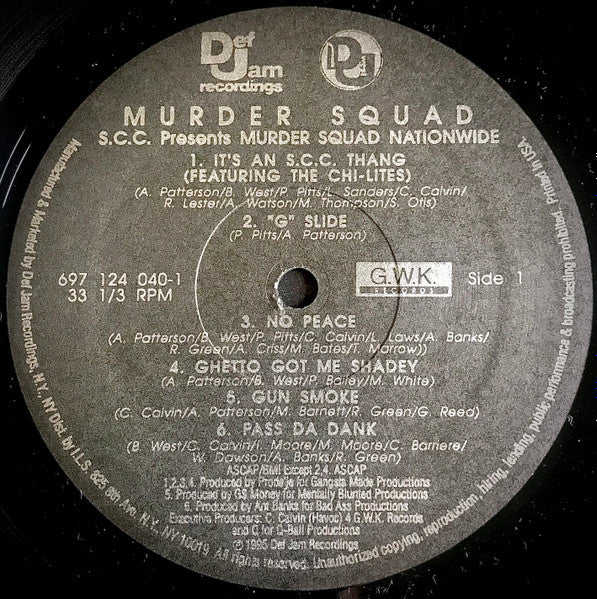 Def
Jam
recordings
MURDER SQUAD
S.C.C. Presents MURDER SQUAD NATIONWIDE
1. IT'S AN S.C.C. THANG
(FEATURING THE CHI-LITES)
(A. Patterson/B. West/P. Pitts/L. Sanders/C. Calvin/
R. Lester/A. Watson/M. Thompson/S. Otis)
2. "G" SLIDE
(P. Pitts/A. Patterson)
697 124 040-1
33 1/3 RPM
G.W.K.
RECORDS
Side 1
3. NO PEACE
(A. Patterson/B. West/P. Pitts/C. Calvin/L. Laws/A. Banks/
R. Green/A. Criss/M. Bates/T. Marrow))
4. GHETTO GOT ME SHADEY
(A. Patterson/B. West/P. Bailey/M. White)
5. GUN SMOKE
(C. Calvin/A. Patterson/M. Barnett/R. Green/G. Reed)
6. PASS DA DANK
(B. West/C. Calvin/I. Moore/M. Moore/C. Barriere/
W. Dawson/A. Banks/R. Green)
ASCAP/BMI Except 2,4. ASCAP
1,2,3,4. Produced by Prodeje for Gangsta Made Productions
5. Produced by GS Money for Mentally Blunted Productions
6. Produced by Ant Banks for Bad Ass Productions
Executive Producers: C. Calvin (Havoc) 4 G.W.K. Records
and Q for Q-Ball Productions
℗ 1995 Def Jam Recordings
Manufactured & Marketed by Def Jam Recordings, N.Y., NY Dist. by I.L.S. 825 8th Ave. N.Y., NY 10019. All rights reserved. Unauthorized copying, reproduction, hiring, lending, public performance & broadcasting prohibited. Printed in USA.